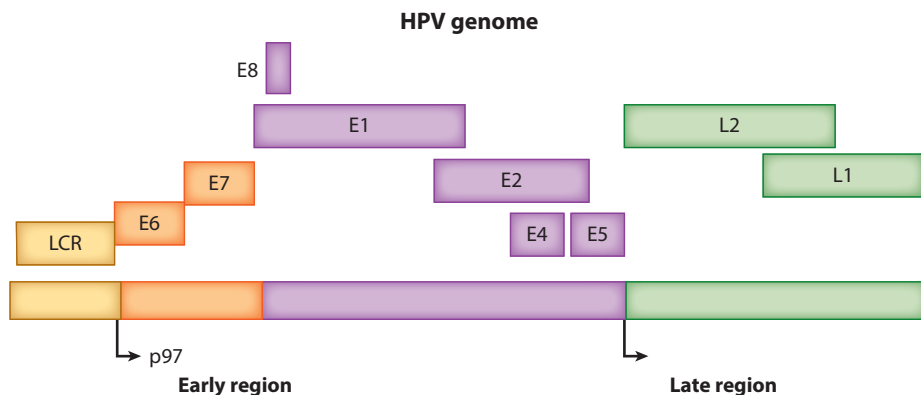 HPV genome
E8
E1
L2
E7
E2
L1
E6
E4
E5
LCR
p97
Early region
Late region